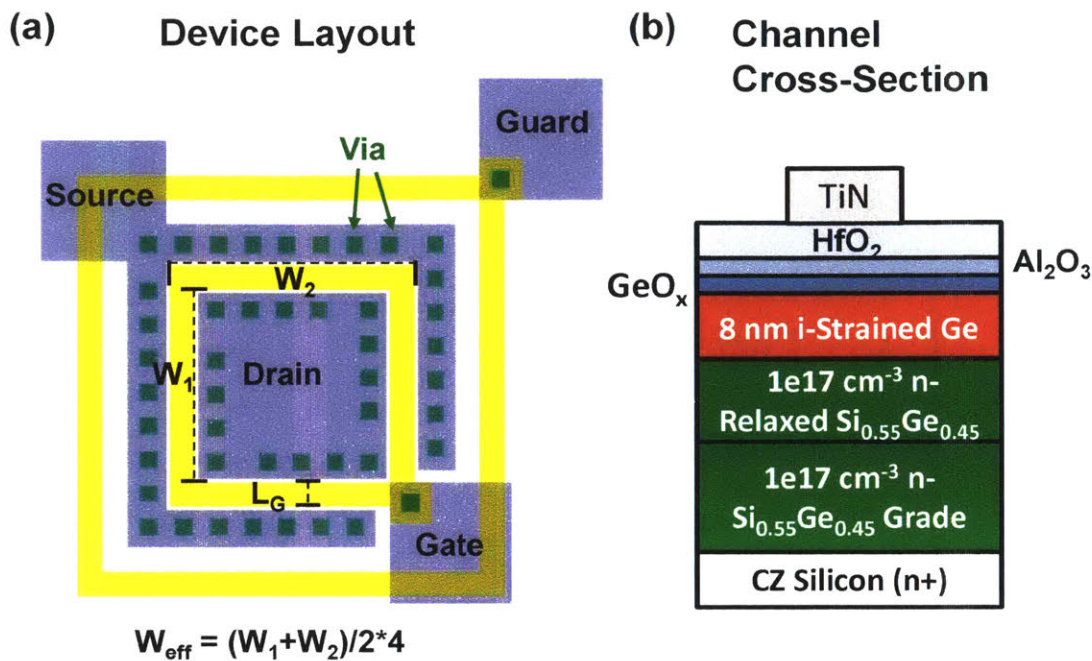 (a) Device Layout
Guard
Via
Source
W₂
W₁
Drain
L_G
Gate
W_eff = (W₁+W₂)/2*4
(b) Channel
Cross-Section
TiN
HfO₂
Al₂O₃
GeOₓ
8 nm i-Strained Ge
1e17 cm⁻³ n-
Relaxed Si₀.₅₅Ge₀.₄₅
1e17 cm⁻³ n-
Si₀.₅₅Ge₀.₄₅ Grade
CZ Silicon (n+)